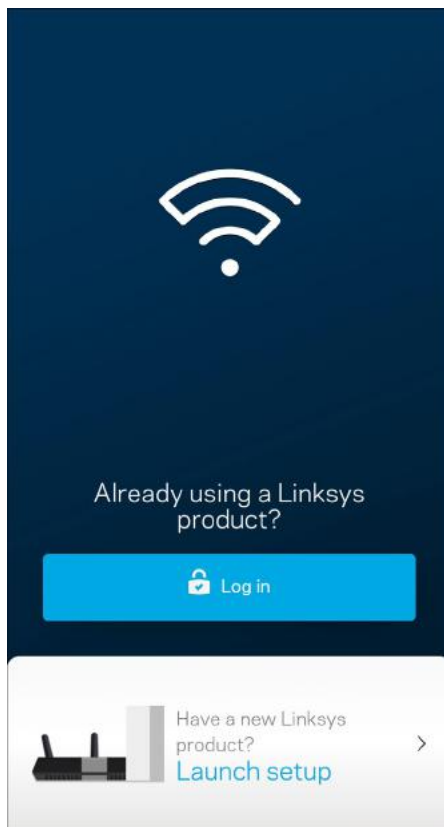 Already using a Linksys
product?
Log in
Have a new Linksys
product?
Launch setup